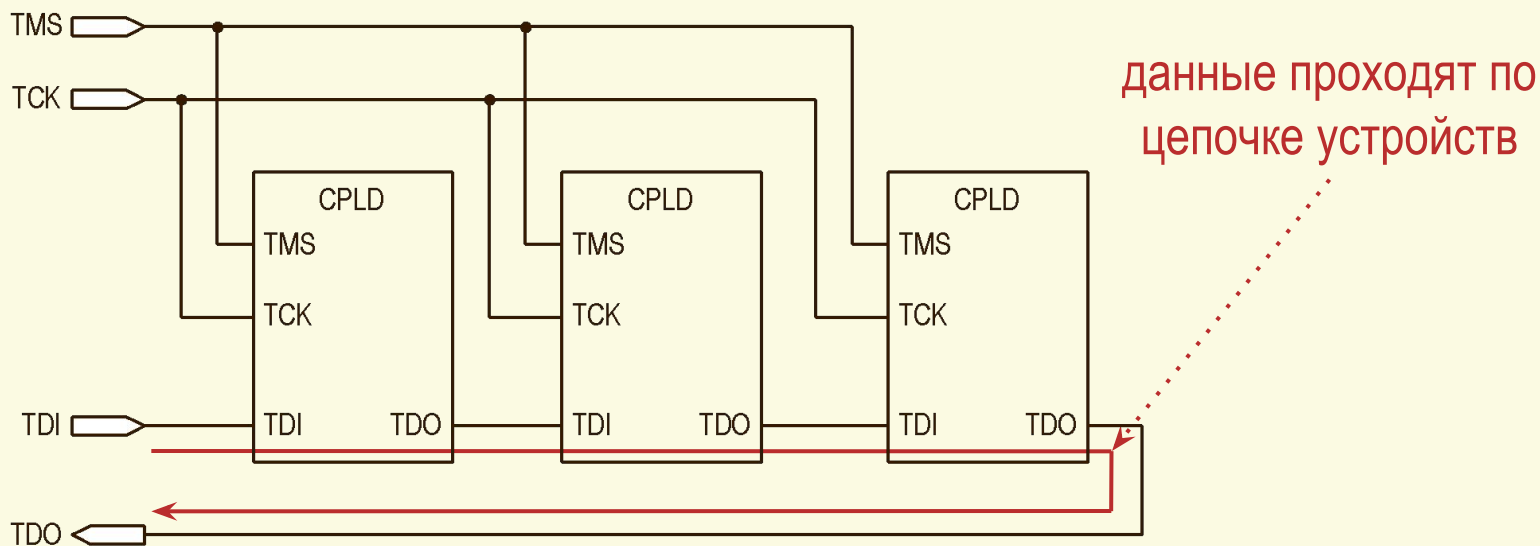 TMS
TCK
данные проходят по
цепочке устройств
CPLD
TMS
TCK
TDI TDO
CPLD
TMS
TCK
TDI TDO
CPLD
TMS
TCK
TDI TDO
TDI
TDO